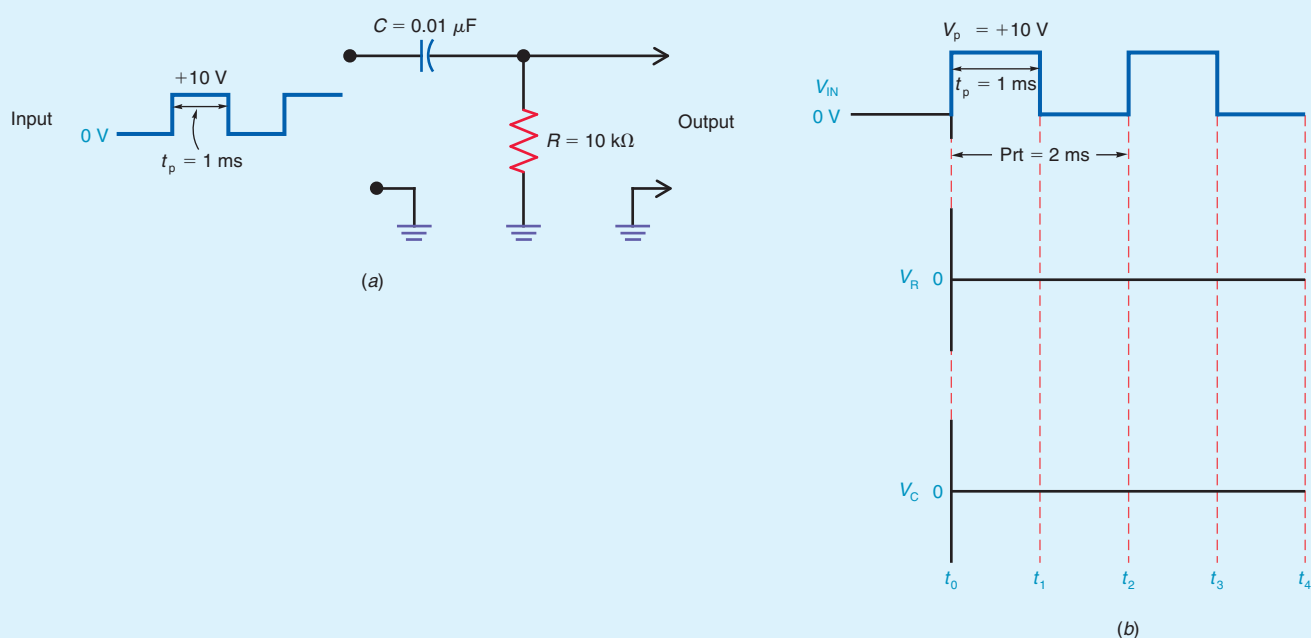 C = 0.01 μF
+10 V
Input
0 V
t_p = 1 ms
R = 10 kΩ
Output
(a)
V_p = +10 V
t_p = 1 ms
V_IN
0 V
Prt = 2 ms
V_R 0
V_C 0
t_0 t_1 t_2 t_3 t_4
(b)